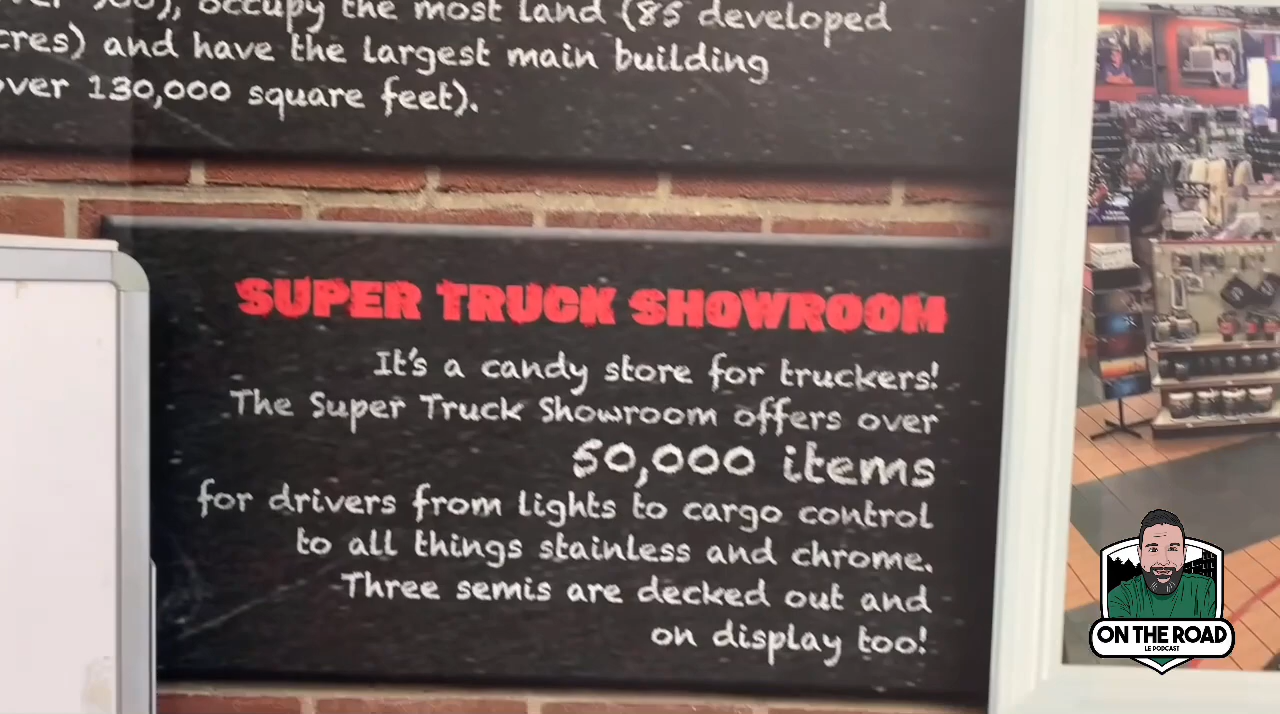 occupy the most land (85 developed
and have the largest main building
130,000 square feet).
SUPER TRUCK SHOWROOM
It's a candy store for truckers!
The Super Truck Showroom offers over
50,000 items
for drivers from lights to cargo control
to all things stainless and chrome.
Three semis are decked out and
on display too!
ON THE ROAD
LE PODCAST